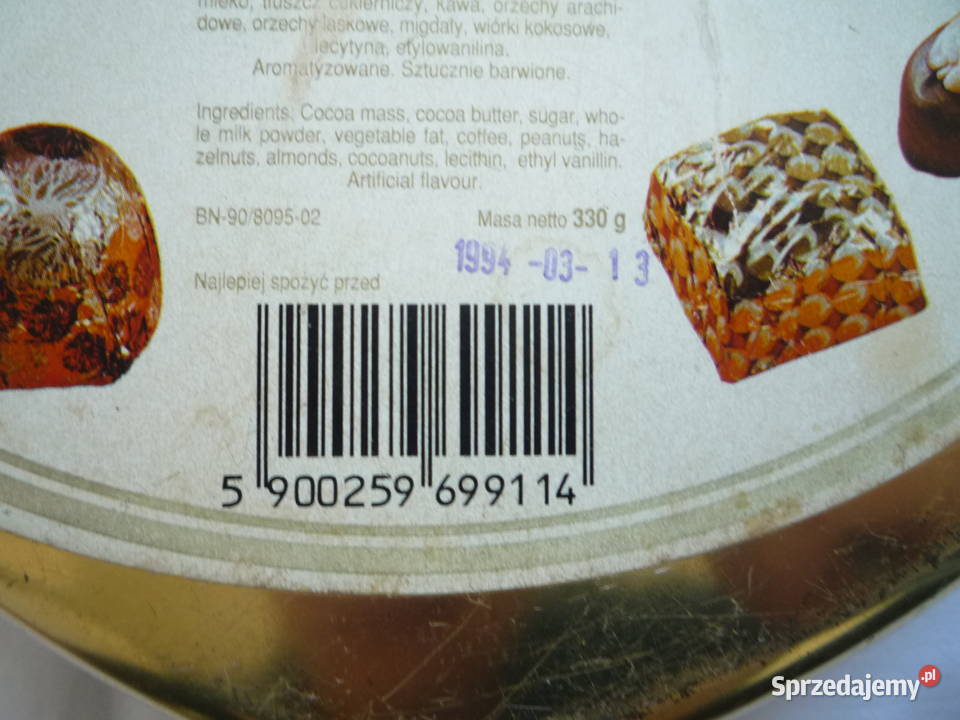 mleko, tłuszcz cukierniczy, kawa, orzechy arachi-
dowe, orzechy laskowe, migdały, wiórki kokosowe,
lecytyna, etylowanilina.
Aromatyzowane. Sztucznie barwione.
Ingredients: Cocoa mass, cocoa butter, sugar, who-
le milk powder, vegetable fat, coffee, peanuts, ha-
zelnuts, almonds, cocoanuts, lecithin, ethyl vanillin.
Artificial flavour.
BN-90/8095-02 Masa netto 330 g
1994 -03- 13
Najlepiej spożyć przed
5 900259 699114
Sprzedajemy.pl